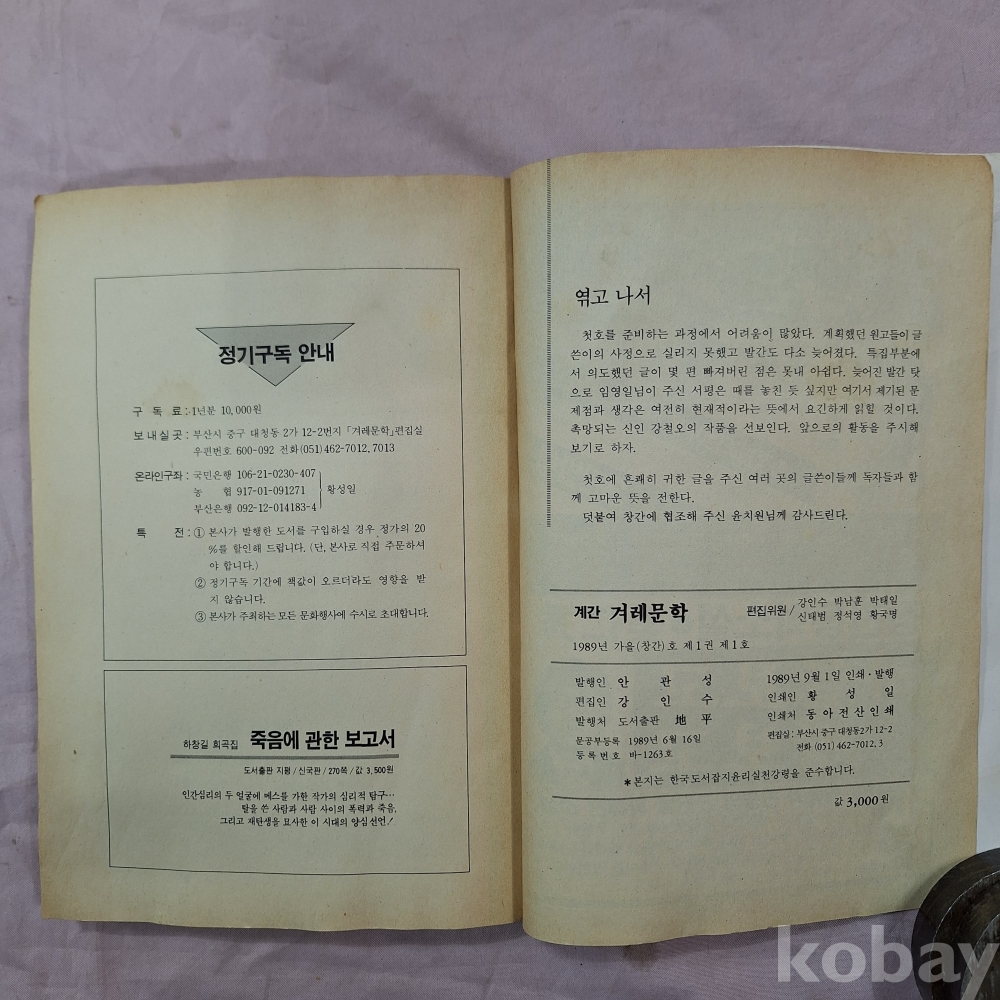 정기구독 안내
구 독 료 : 1년분 10,000원
보내실곳 : 부산시 중구 대청동 2가 12-2번지 「겨레문학」편집실
우편번호 600-092 전화(051)462-7012, 7013
온라인구좌 : 국민은행 106-21-0230-407
농 협 917-01-091271 황성일
부산은행 092-12-014183-4
특 전 : ① 본사가 발행한 도서를 구입하실 경우 정가의 20
%를 할인해 드립니다. (단, 본사로 직접 주문하셔
야 합니다.)
② 정기구독 기간에 책값이 오르더라도 영향을 받
지 않습니다.
③ 본사가 주최하는 모든 문화행사에 수시로 초대합니다.
하창길 희곡집 죽음에 관한 보고서
도서출판 지평 / 신국판 / 270쪽 / 값 3,500원
인간심리의 두 얼굴에 메스를 가한 작가의 심리적 탐구…
탈을 쓴 사람과 사람 사이의 폭력과 죽음,
그리고 재탄생을 묘사한 이 시대의 양심선언!
엮고 나서
첫호를 준비하는 과정에서 어려움이 많았다. 계획했던 원고들이 글
쓴이의 사정으로 실리지 못했고 발간도 다소 늦어졌다. 특집부분에
서 의도했던 글이 몇 편 빠져버린 점은 못내 아쉽다. 늦어진 발간 탓
으로 임영일님이 주신 서평은 때를 놓친 듯 싶지만 여기서 제기된 문
제점과 생각은 여전히 현재적이라는 뜻에서 요긴하게 읽힐 것이다.
촉망되는 신인 강철오의 작품을 선보인다. 앞으로의 활동을 주시해
보기로 하자.
첫호에 흔쾌히 귀한 글을 주신 여러 곳의 글쓴이들께 독자들과 함
께 고마운 뜻을 전한다.
덧붙여 창간에 협조해 주신 윤치원님께 감사드린다.
계간 겨레문학 편집위원 / 강인수 박남훈 박태일
신태범 정석영 황국명
1989년 가을(창간)호 제1권 제1호
발행인 안 관 성 1989년 9월 1일 인쇄·발행
편집인 강 인 수 인쇄인 황 성 일
발행처 도서출판 地平 인쇄처 동아전산인쇄
문공부등록 1989년 6월 16일 편집실 : 부산시 중구 대청동2가 12-2
등록번호 바-1263호 전화 (051) 462-7012, 3
*본지는 한국도서잡지윤리실천강령을 준수합니다.
값 3,000원
kobay